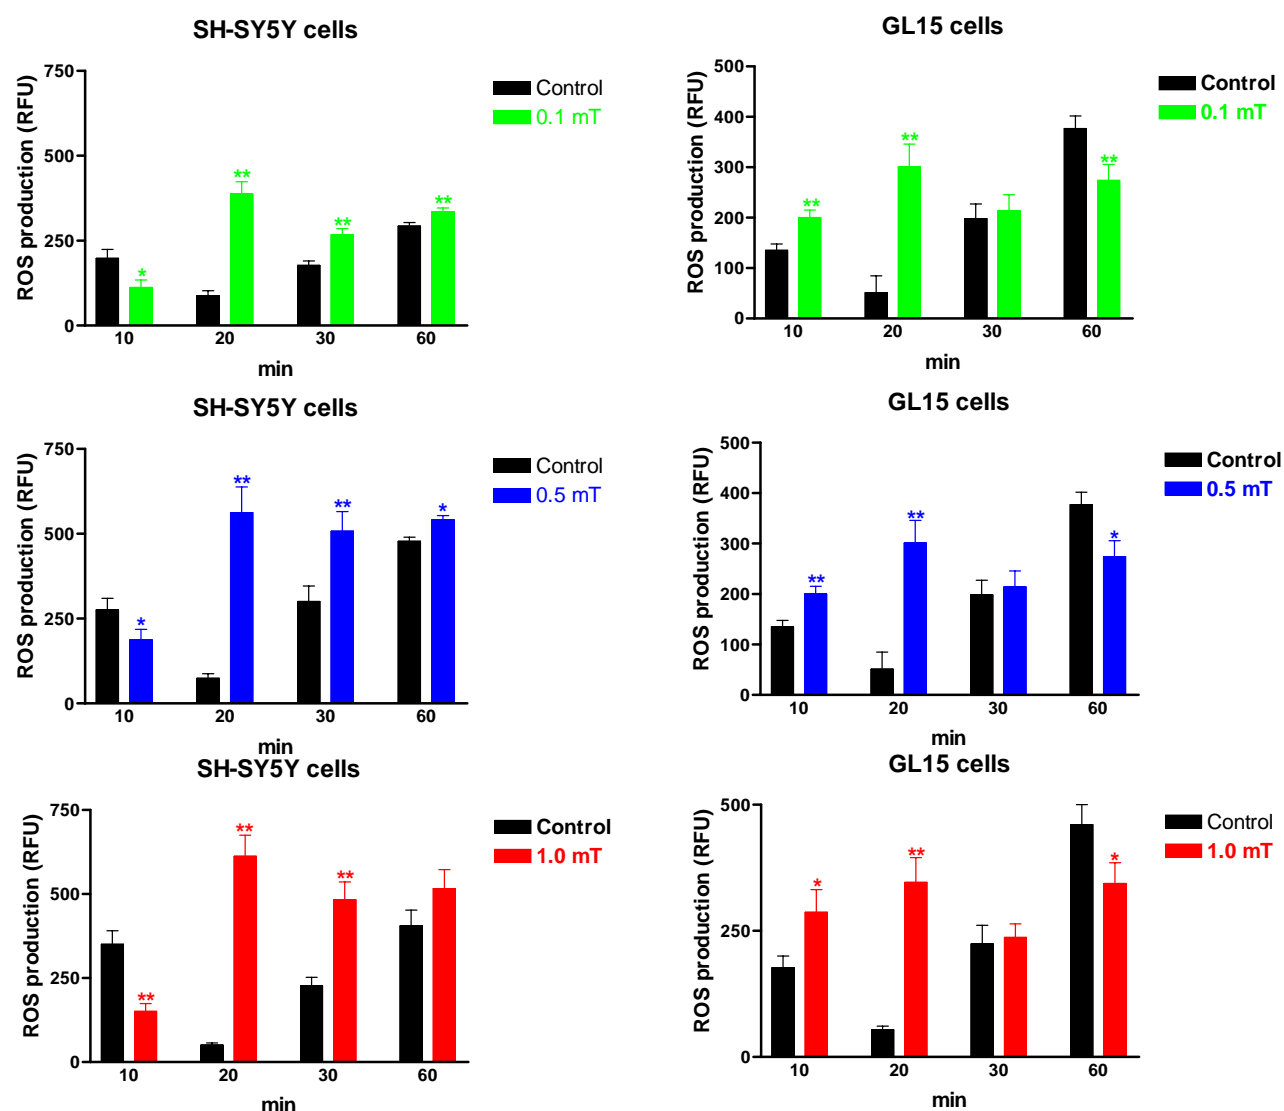 SH-SY5Y cells
ROS production (RFU)
750
500
250
0
* ** ** **
10 20 30 60
min
Control
0.1 mT
GL15 cells
ROS production (RFU)
500
400
300
200
100
0
** ** **
10 20 30 60
min
Control
0.1 mT
SH-SY5Y cells
ROS production (RFU)
750
500
250
0
* ** ** *
10 20 30 60
min
Control
0.5 mT
GL15 cells
ROS production (RFU)
500
400
300
200
100
0
** ** *
10 20 30 60
min
Control
0.5 mT
SH-SY5Y cells
ROS production (RFU)
750
500
250
0
** ** **
10 20 30 60
min
Control
1.0 mT
GL15 cells
ROS production (RFU)
500
250
0
* ** *
10 20 30 60
min
Control
1.0 mT